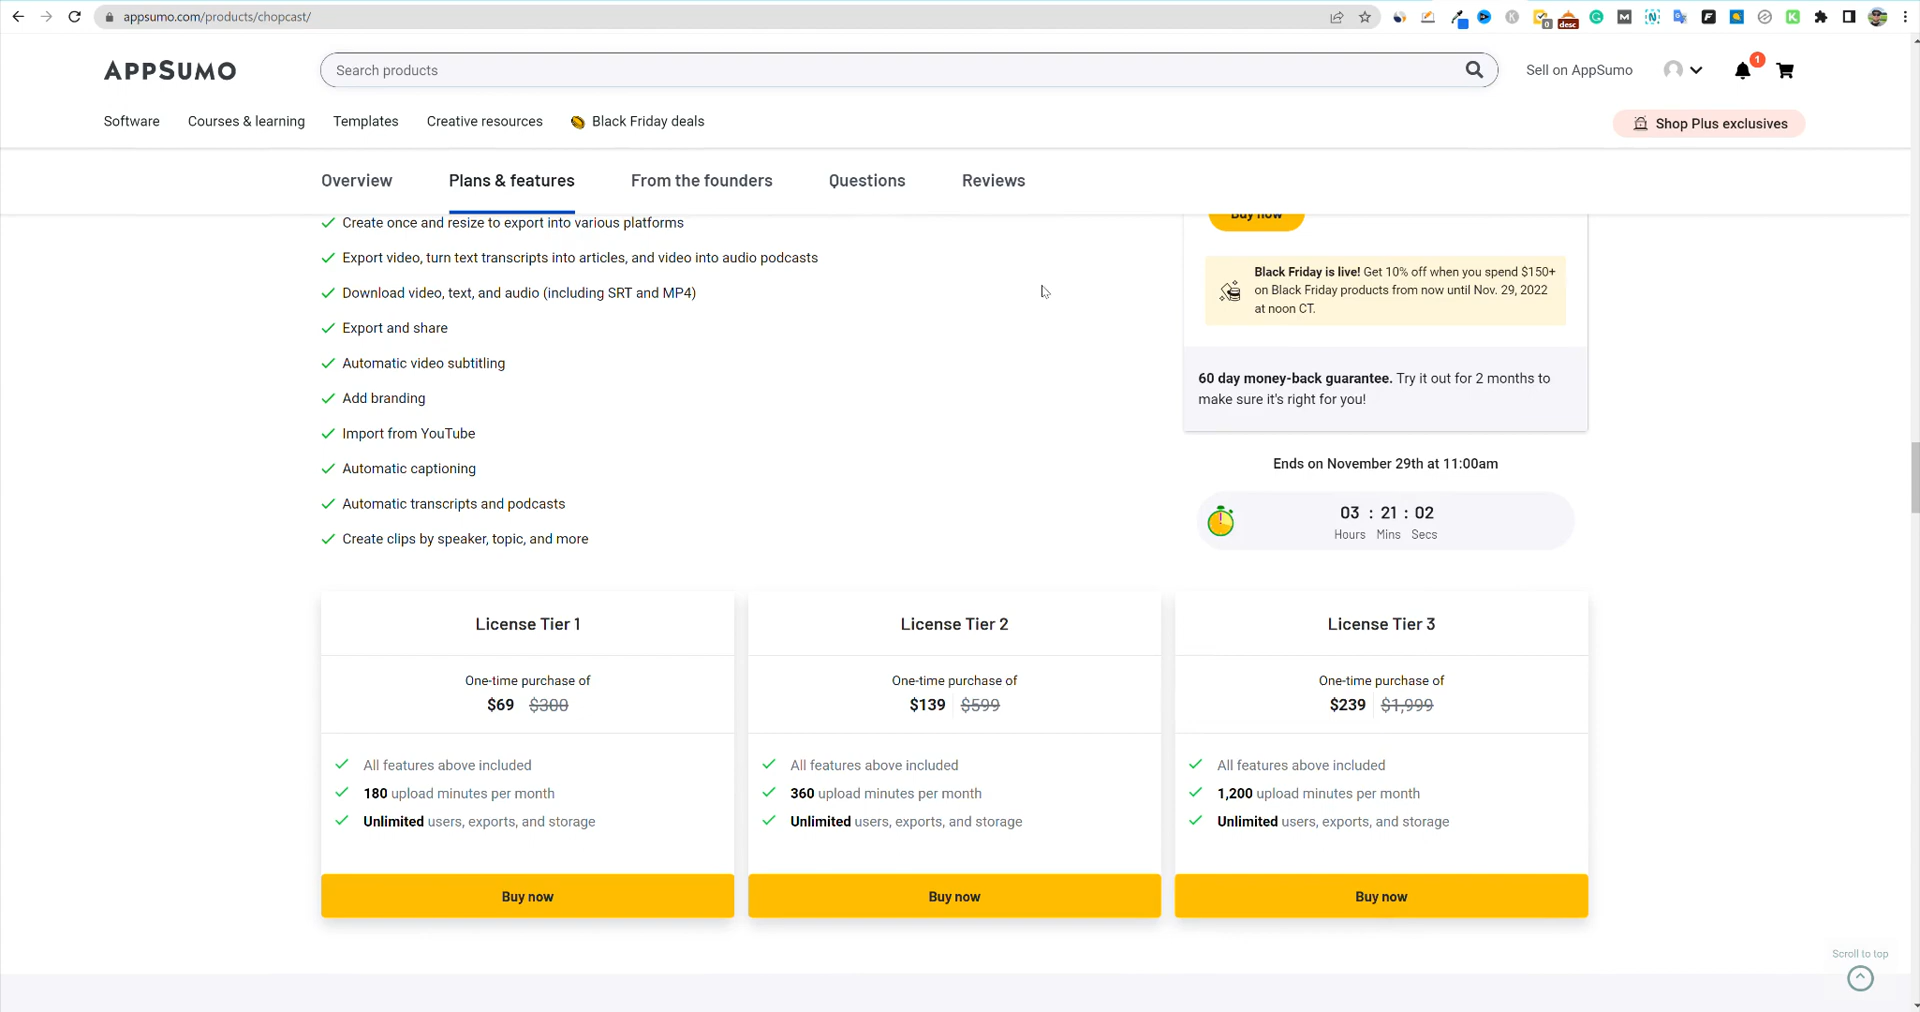 appsumo.com/products/chopcast/
0
desc
APPSUMO
Search products
Sell on AppSumo
1
Software
Courses & learning
Templates
Creative resources
Black Friday deals
Shop Plus exclusives
Overview
Plans & features
From the founders
Questions
Reviews
Create once and resize to export into various platforms
Export video, turn text transcripts into articles, and video into audio podcasts
Download video, text, and audio (including SRT and MP4)
Export and share
Automatic video subtitling
Add branding
Import from YouTube
Automatic captioning
Automatic transcripts and podcasts
Create clips by speaker, topic, and more
Buy now
Black Friday is live! Get 10% off when you spend $150+
on Black Friday products from now until Nov. 29, 2022
at noon CT.
60 day money-back guarantee. Try it out for 2 months to
make sure it's right for you!
Ends on November 29th at 11:00am
03 : 21 : 02
Hours Mins Secs
License Tier 1
One-time purchase of
$69 $300
All features above included
180 upload minutes per month
Unlimited users, exports, and storage
Buy now
License Tier 2
One-time purchase of
$139 $599
All features above included
360 upload minutes per month
Unlimited users, exports, and storage
Buy now
License Tier 3
One-time purchase of
$239 $1,999
All features above included
1,200 upload minutes per month
Unlimited users, exports, and storage
Buy now
Scroll to top